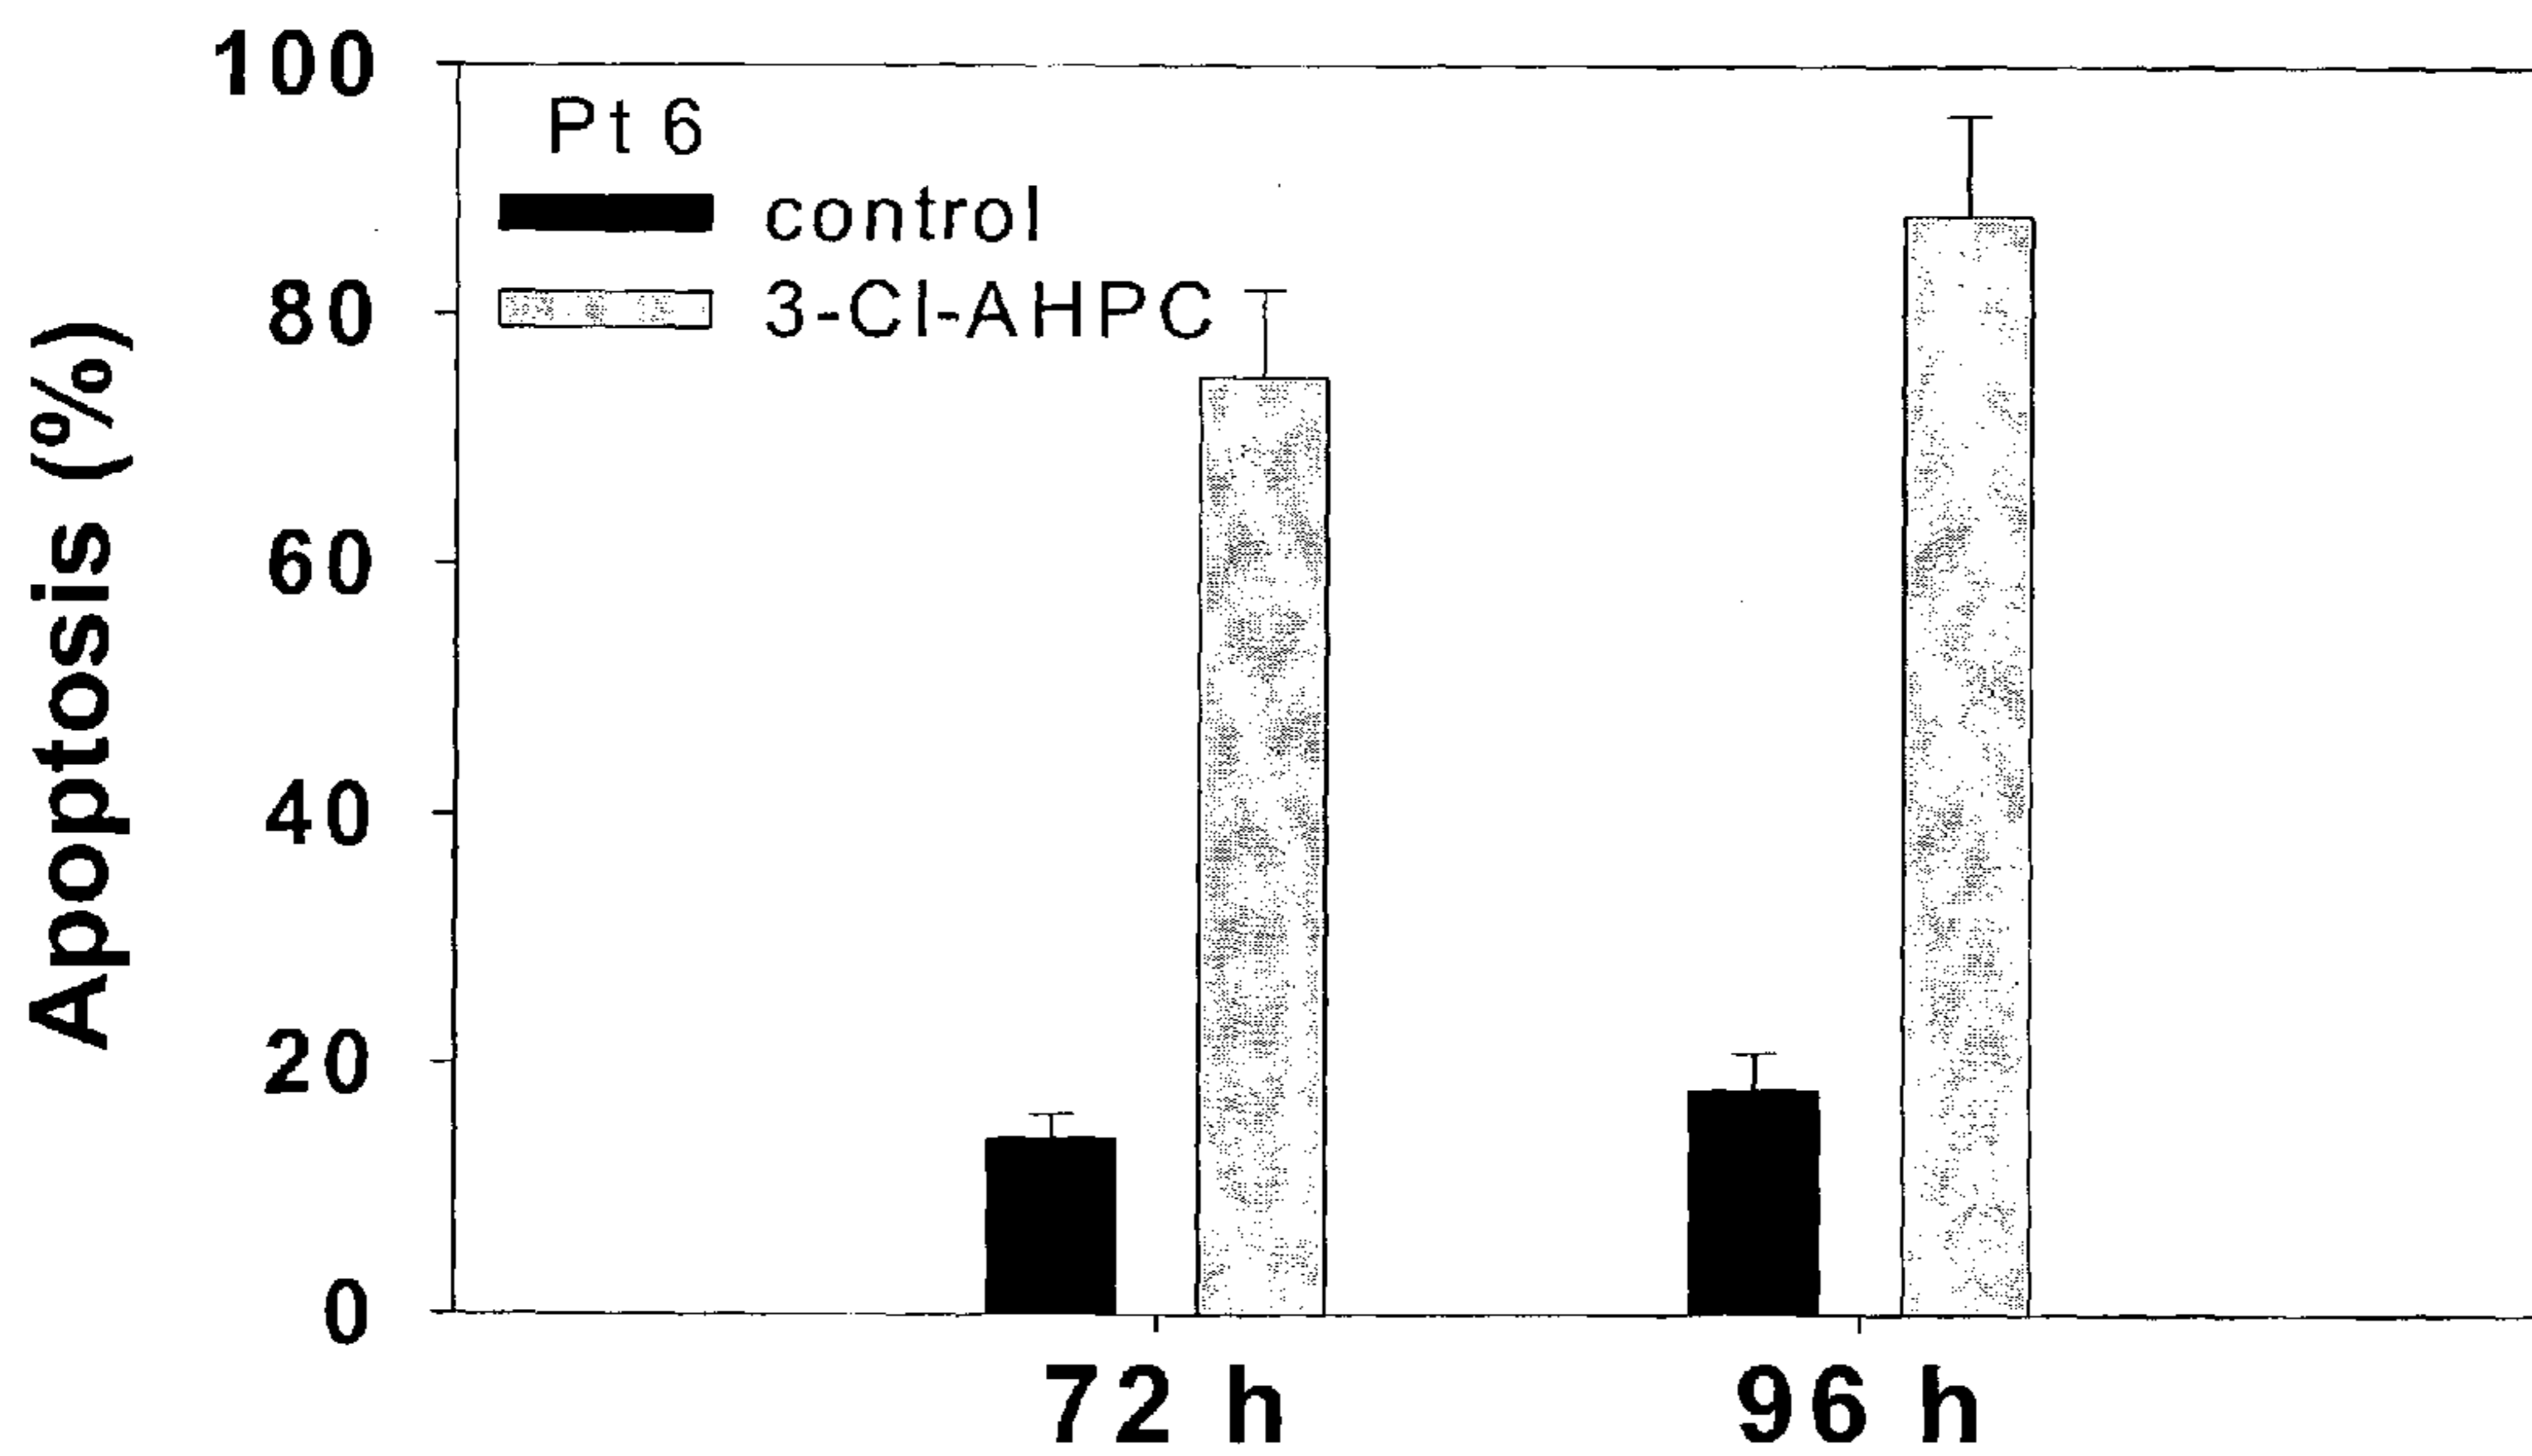 Apoptosis (%)
100
80
60
40
20
0
Pt 6
control
3-Cl-AHPC
72 h
96 h